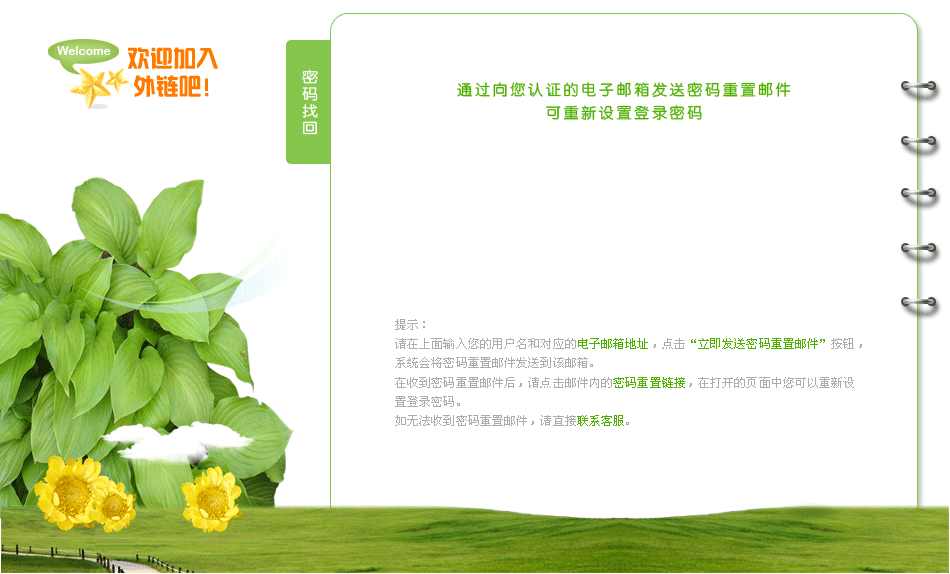 Welcome
欢迎加入
外链吧!
密码找回
通过向您认证的电子邮箱发送密码重置邮件
可重新设置登录密码
提示：
请在上面输入您的用户名和对应的电子邮箱地址，点击“立即发送密码重置邮件”按钮，
系统会将密码重置邮件发送到该邮箱。
在收到密码重置邮件后，请点击邮件内的密码重置链接，在打开的页面中您可以重新设
置登录密码。
如无法收到密码重置邮件，请直接联系客服。